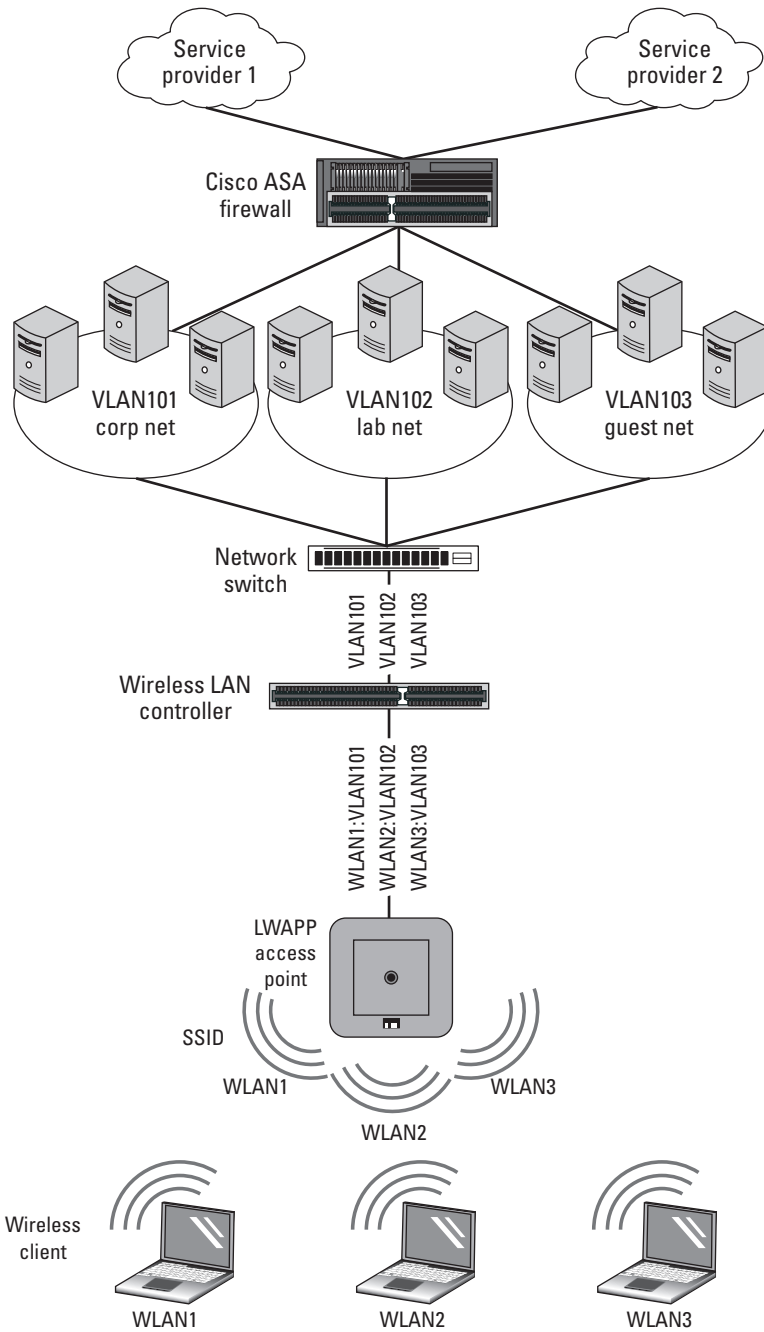 Service
provider 1
Service
provider 2
Cisco ASA
firewall
VLAN101
corp net
VLAN102
lab net
VLAN103
guest net
Network
switch
VLAN101
VLAN102
VLAN103
Wireless LAN
controller
WLAN1:VLAN101
WLAN2:VLAN102
WLAN3:VLAN103
LWAPP
access
point
SSID
WLAN1
WLAN3
WLAN2
Wireless
client
WLAN1
WLAN2
WLAN3